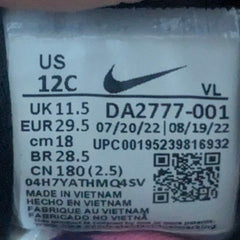 US
12C
VL
UK 11.5 DA2777-001
EUR 29.5 07/20/22 | 08/19/22
cm 18 UPC00195239816932
BR 28.5
CN 180 (2.5)
04H7YATHMQ4SV
MADE IN VIETNAM
HECHO EN VIETNAM
FABRIQUE AU VIETNAM
FABRICADO NO VIETNÃ